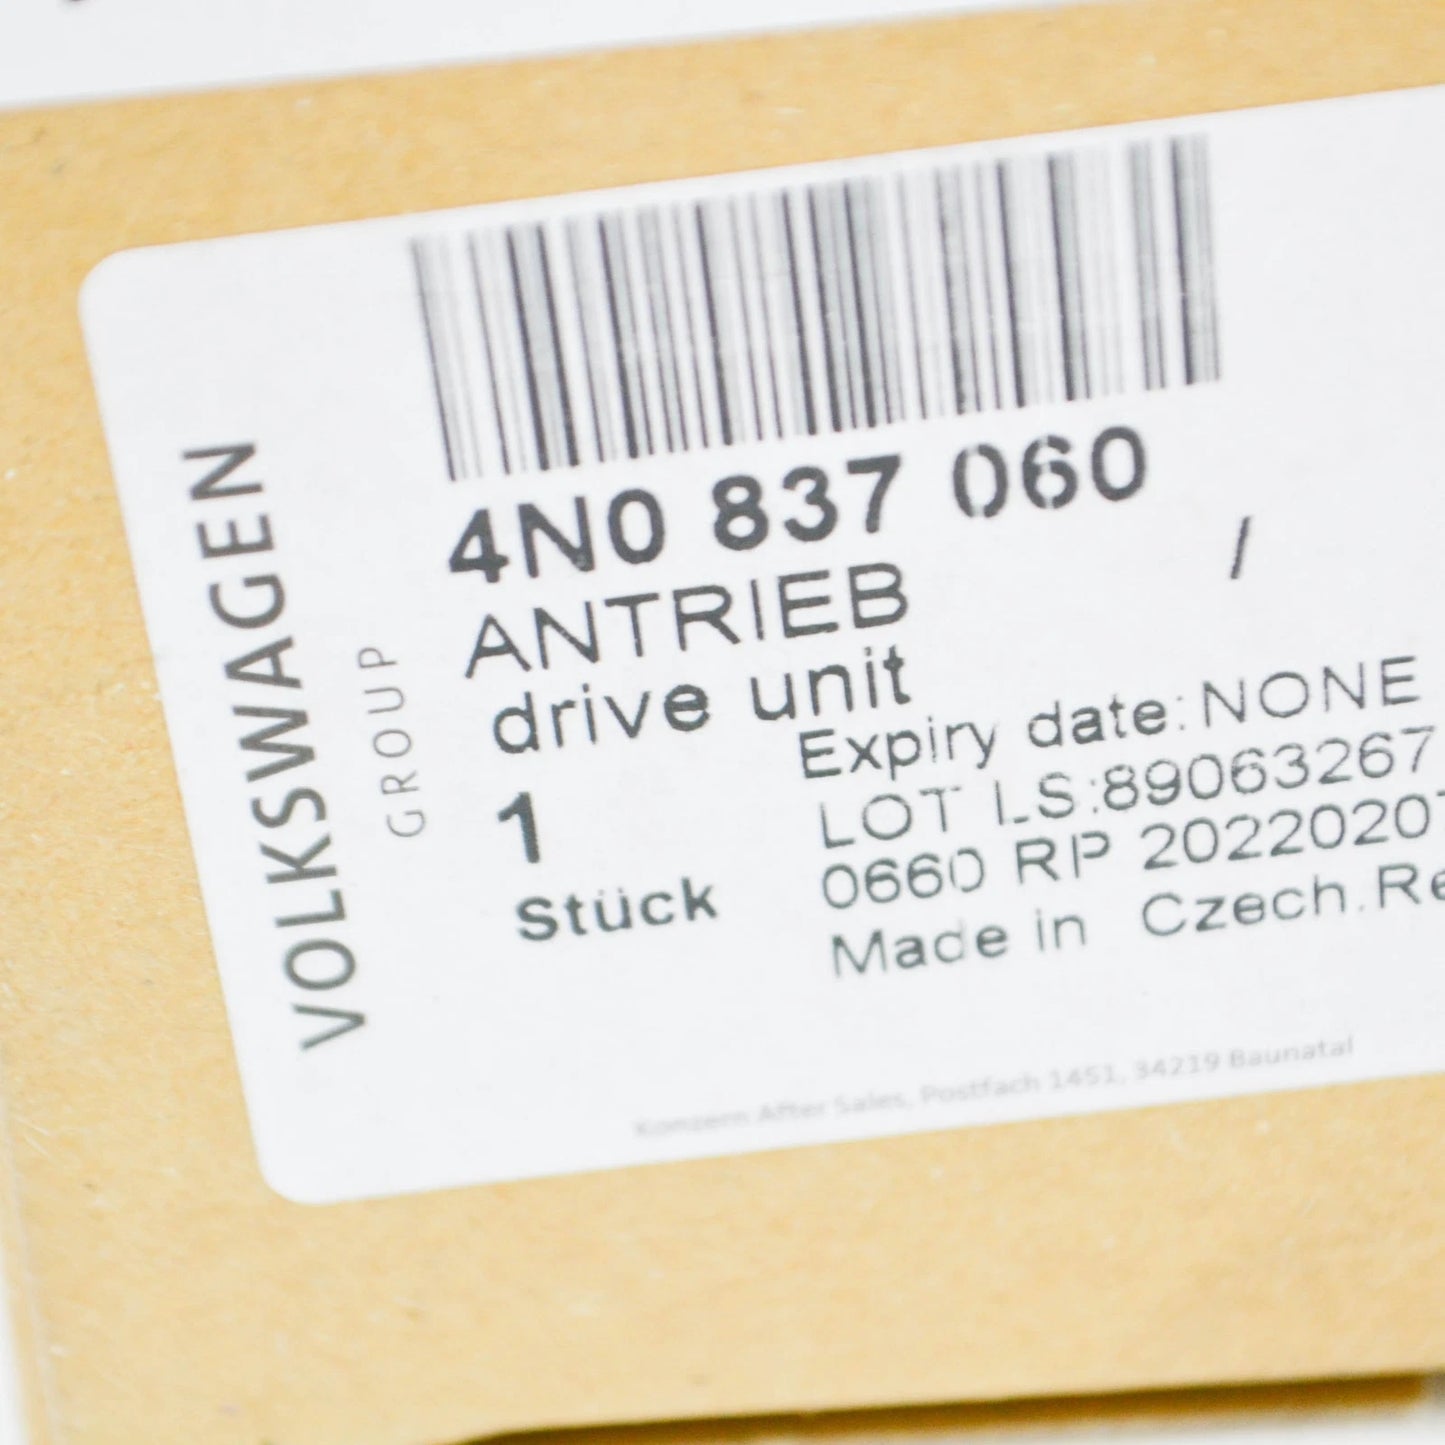 VOLKSWAGEN
GROUP
4N0 837 060
/
ANTRIEB
drive unit
1
Stück
Expiry date:NONE
LOT LS:89063267
0660 RP 2022020
Made in Czech.Re
Konzern After Sales, Postfach 1451, 34219 Baunatal